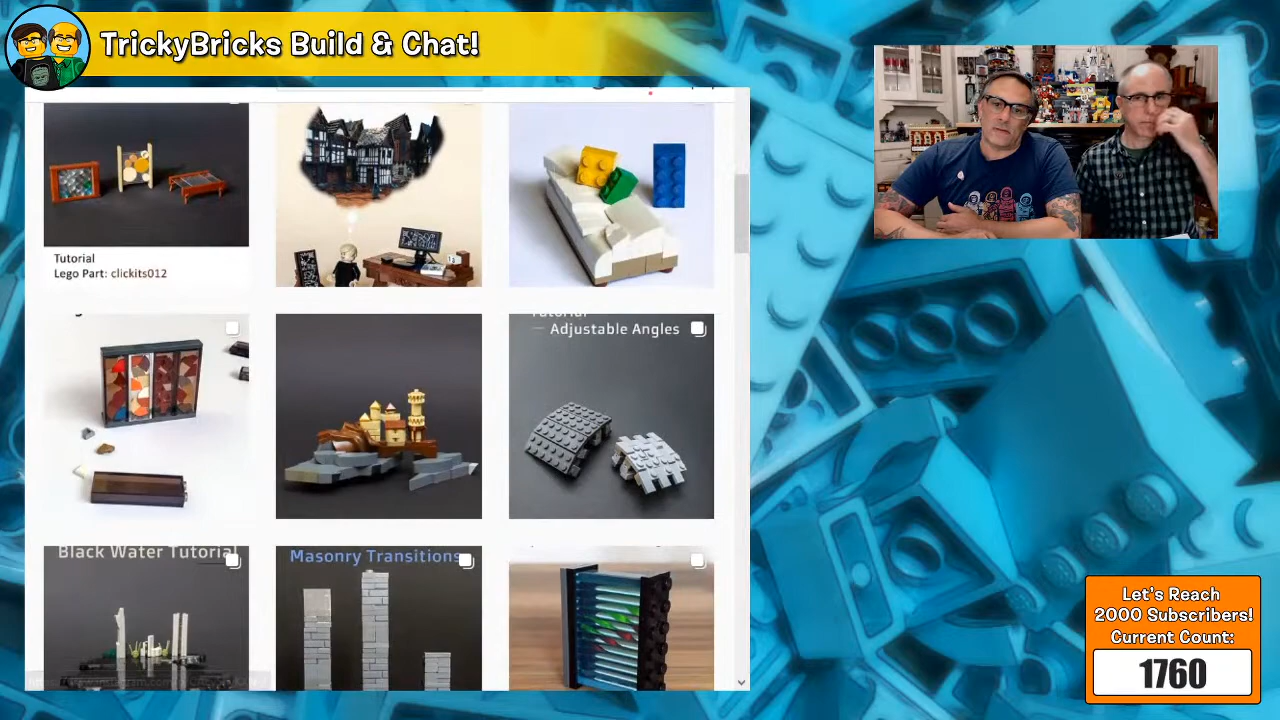 TrickyBricks Build & Chat!
Tutorial
Lego Part: clickits012
Tutorial
Adjustable Angles
Black Water Tutorial
Masonry Transitions
Let's Reach
2000 Subscribers!
Current Count:
1760